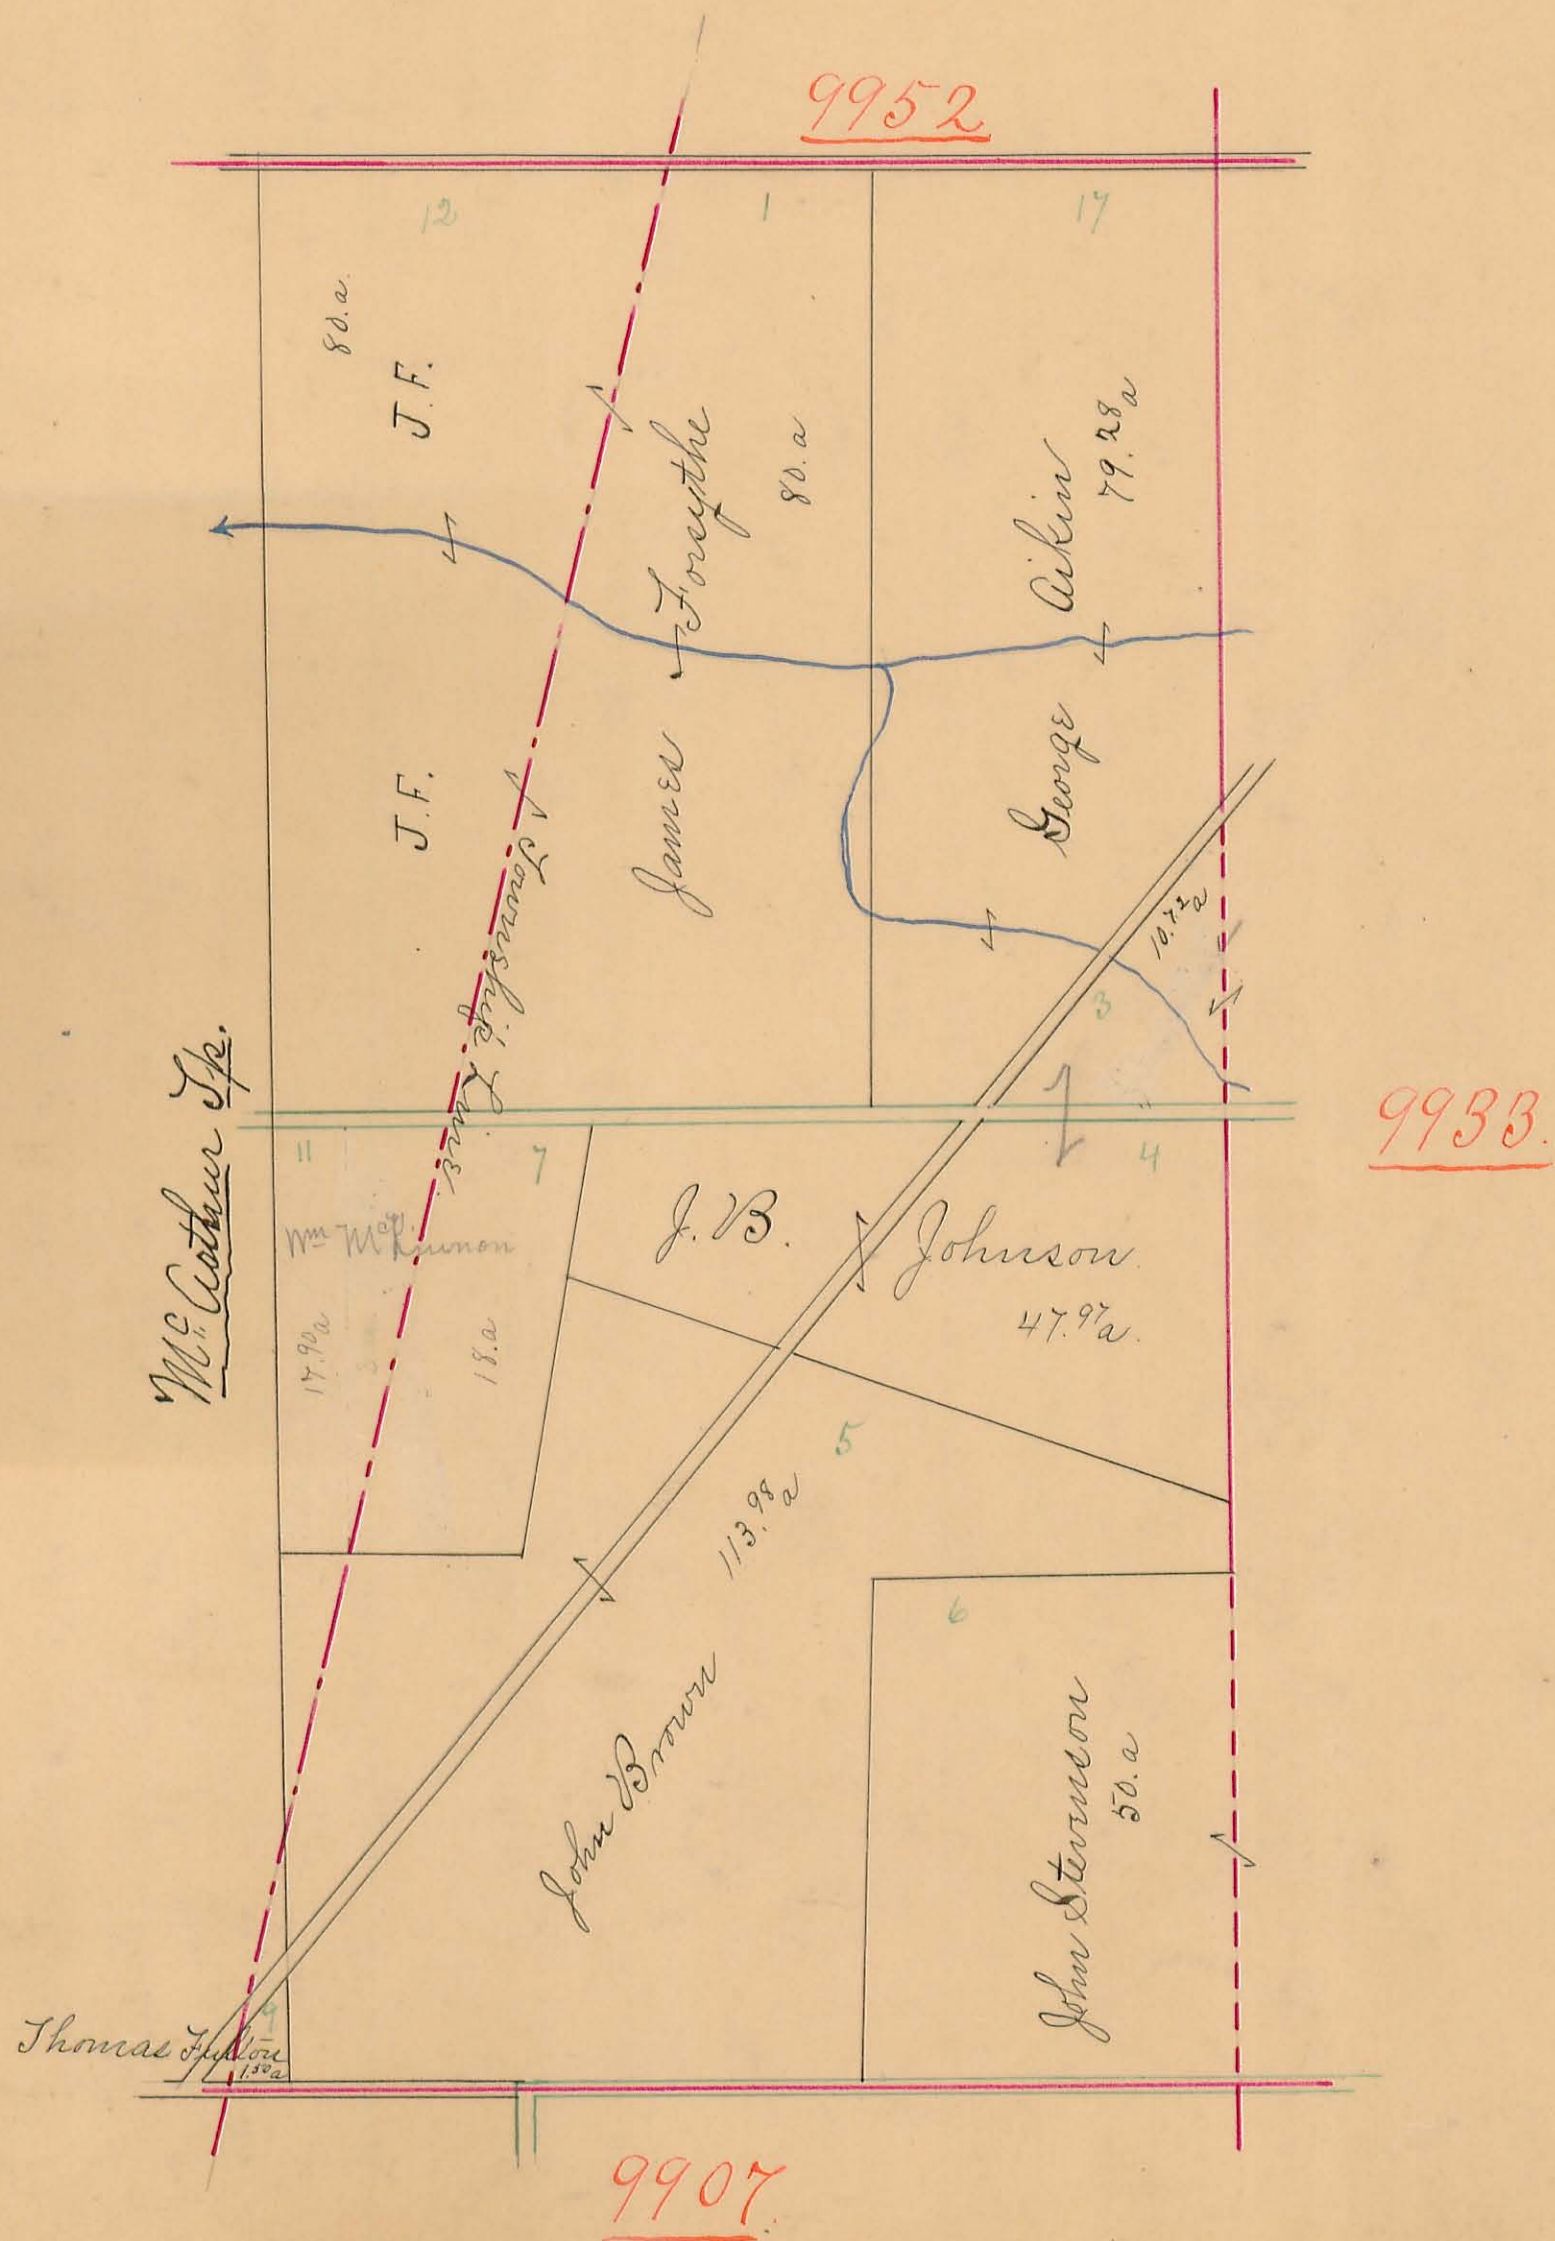 9952
12
1
17
80.a.
J.F.
James Forsythe
80.a
George Aikin
79.28a
J.F.
Township Line.
10.72a
3
McArthur Tp.
9933.
11
7
4
Wm
17.90a
18.a
J.B. Johnson.
47.97a.
5
113.98a
John Brown
6
John Stevenson
50.a
9
Thomas Fulton
1.50a
9907.